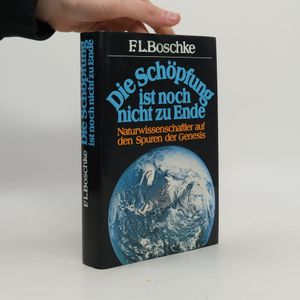 F.L.Boschke
Die Schöpfung
ist noch
nicht zu Ende
Naturwissenschaftler auf
den Spuren der Genesis
F.L.Boschke
Die Schöpfung
ist noch nicht zu Ende